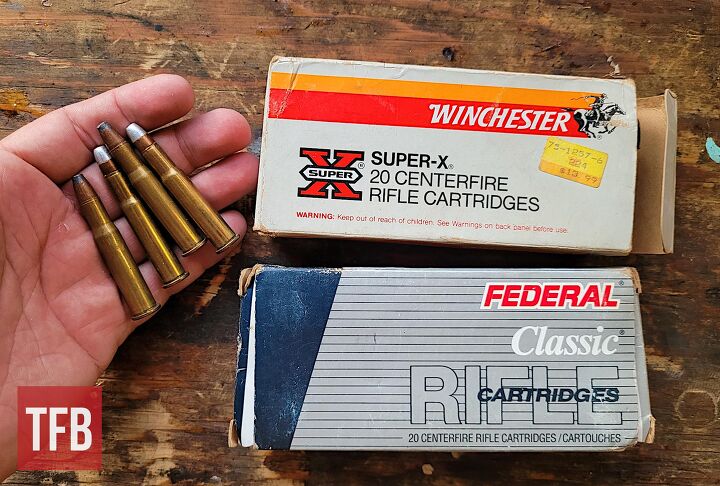 WINCHESTER
75-1257-6
224
$13.99
X
SUPER
SUPER-X®
20 CENTERFIRE
RIFLE CARTRIDGES
WARNING: Keep out of reach of children. See Warnings on back panel before use.
FEDERAL®
Classic®
RIFLE
CARTRIDGES
20 CENTERFIRE RIFLE CARTRIDGES/CARTOUCHES
TFB